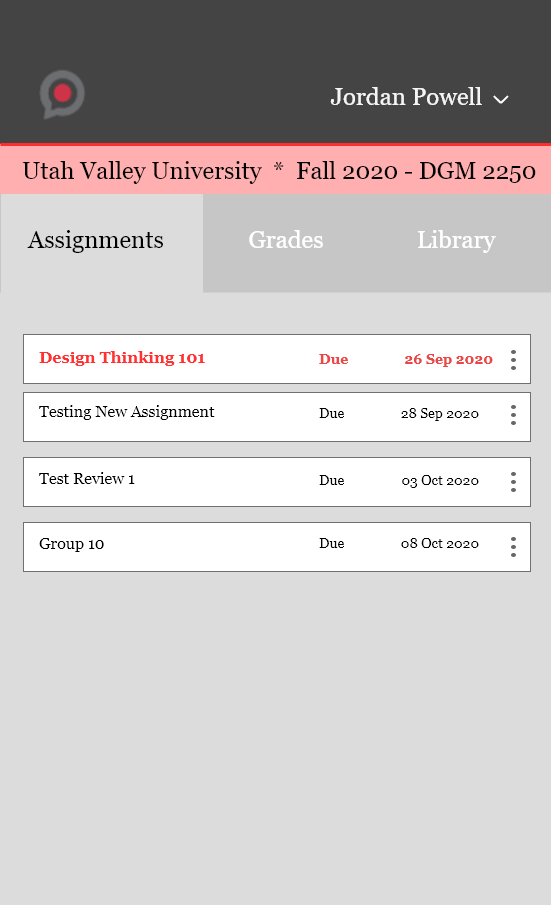 Jordan Powell
Utah Valley University * Fall 2020 - DGM 2250
Assignments Grades Library
Design Thinking 101 Due 26 Sep 2020
Testing New Assignment Due 28 Sep 2020
Test Review 1 Due 03 Oct 2020
Group 10 Due 08 Oct 2020